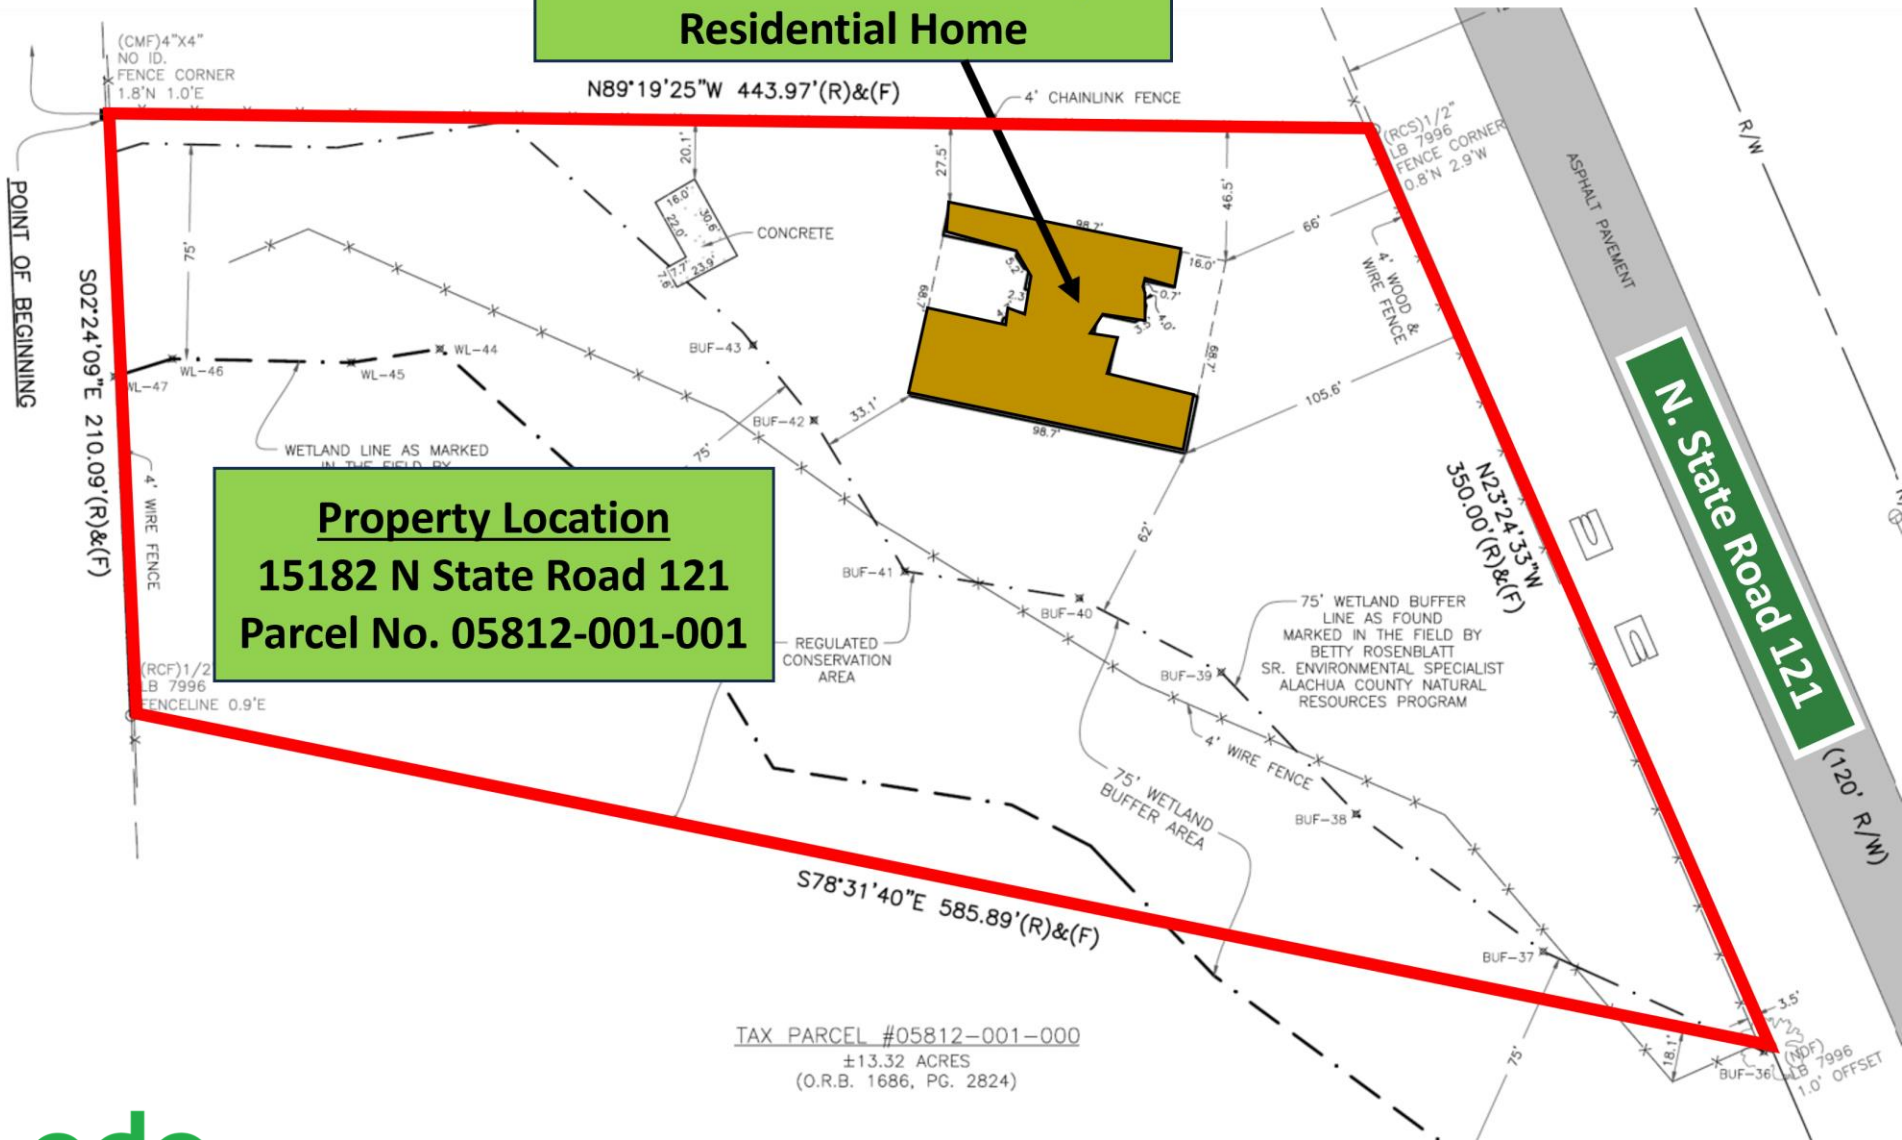 Residential Home
(CMF)4"X4"
NO ID.
FENCE CORNER
1.8'N 1.0'E
N89°19'25"W 443.97'(R)&(F)
4' CHAINLINK FENCE
(RCS)1/2"
LB 7996
FENCE CORNER
0.8'N 2.9'W
R/W
ASPHALT PAVEMENT
POINT OF BEGINNING
S02°24'09"E 210.09'(R)&(F)
75'
20.1'
16.0'
22.0'
30.6'
7.7'
23.9'
7.6'
CONCRETE
27.5'
98.7'
46.5'
66'
16.0'
5.2'
2.3
0.7'
4.0'
3.5'
68.7'
68.7'
98.7'
4' WOOD &
WIRE FENCE
105.6'
33.1'
WL-47
WL-46
WL-45
WL-44
BUF-43
BUF-42
75'
WETLAND LINE AS MARKED
IN THE FIELD BY
4' WIRE FENCE
Property Location
15182 N State Road 121
Parcel No. 05812-001-001
(RCF)1/2
LB 7996
FENCELINE 0.9'E
BUF-41
REGULATED
CONSERVATION
AREA
62'
BUF-40
BUF-39
75' WETLAND BUFFER
LINE AS FOUND
MARKED IN THE FIELD BY
BETTY ROSENBLATT
SR. ENVIRONMENTAL SPECIALIST
ALACHUA COUNTY NATURAL
RESOURCES PROGRAM
N23°24'33"W
350.00'(R)&(F)
N. State Road 121
(120' R/W)
4' WIRE FENCE
75' WETLAND
BUFFER AREA
BUF-38
BUF-37
S78°31'40"E 585.89'(R)&(F)
TAX PARCEL #05812-001-000
±13.32 ACRES
(O.R.B. 1686, PG. 2824)
75'
18.1'
3.5'
BUF-36
(NDF)
LB 7996
1.0' OFFSET